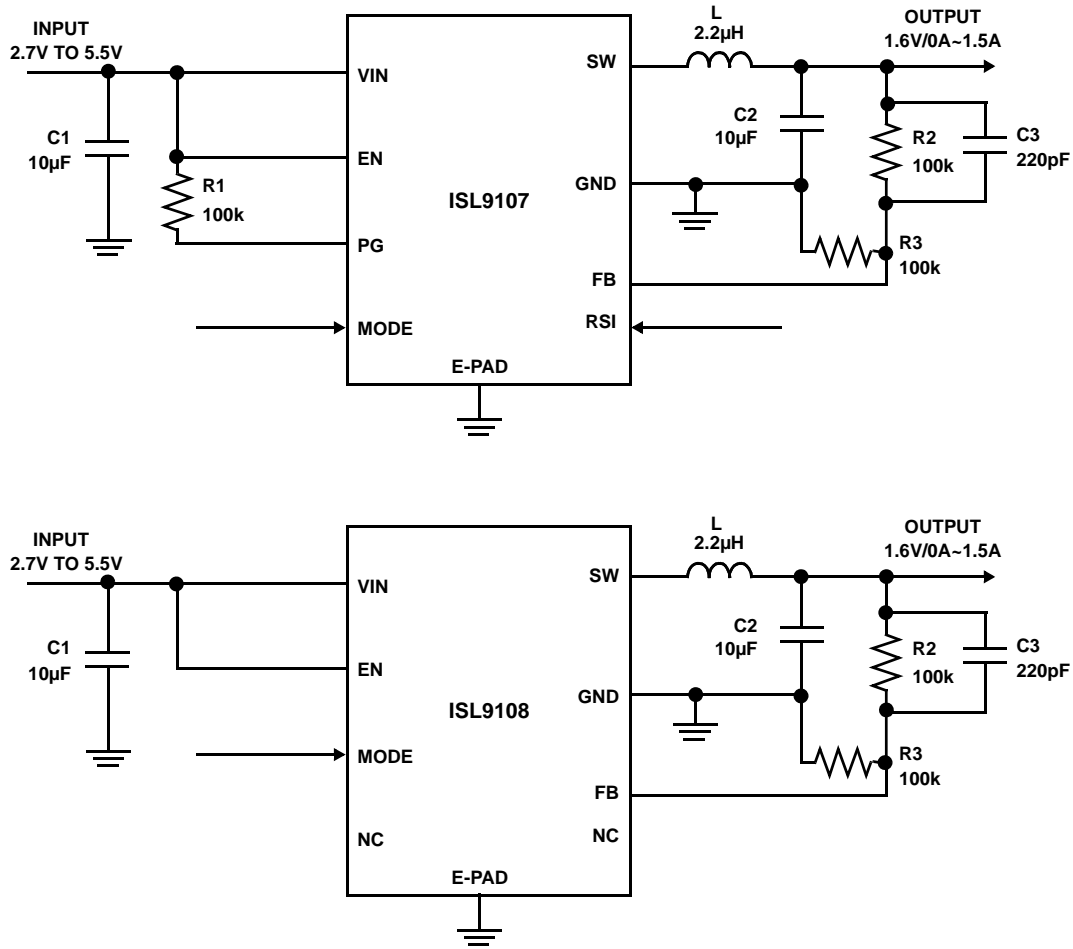 INPUT
2.7V TO 5.5V
C1
10µF
R1
100k
VIN
EN
PG
MODE
ISL9107
E-PAD
SW
GND
FB
RSI
L
2.2µH
C2
10µF
OUTPUT
1.6V/0A~1.5A
R2
100k
C3
220pF
R3
100k
INPUT
2.7V TO 5.5V
C1
10µF
VIN
EN
MODE
NC
ISL9108
E-PAD
SW
GND
FB
NC
L
2.2µH
C2
10µF
OUTPUT
1.6V/0A~1.5A
R2
100k
C3
220pF
R3
100k